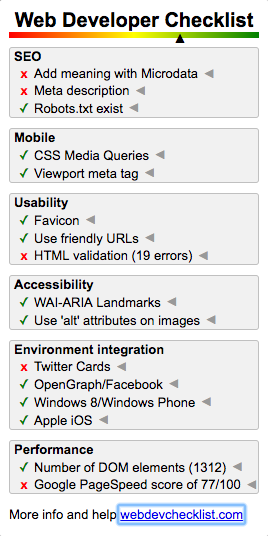 Web Developer Checklist
SEO
x Add meaning with Microdata
x Meta description
✓ Robots.txt exist
Mobile
✓ CSS Media Queries
✓ Viewport meta tag
Usability
✓ Favicon
✓ Use friendly URLs
x HTML validation (19 errors)
Accessibility
✓ WAI-ARIA Landmarks
✓ Use 'alt' attributes on images
Environment integration
x Twitter Cards
✓ OpenGraph/Facebook
✓ Windows 8/Windows Phone
✓ Apple iOS
Performance
✓ Number of DOM elements (1312)
x Google PageSpeed score of 77/100
More info and help webdevchecklist.com